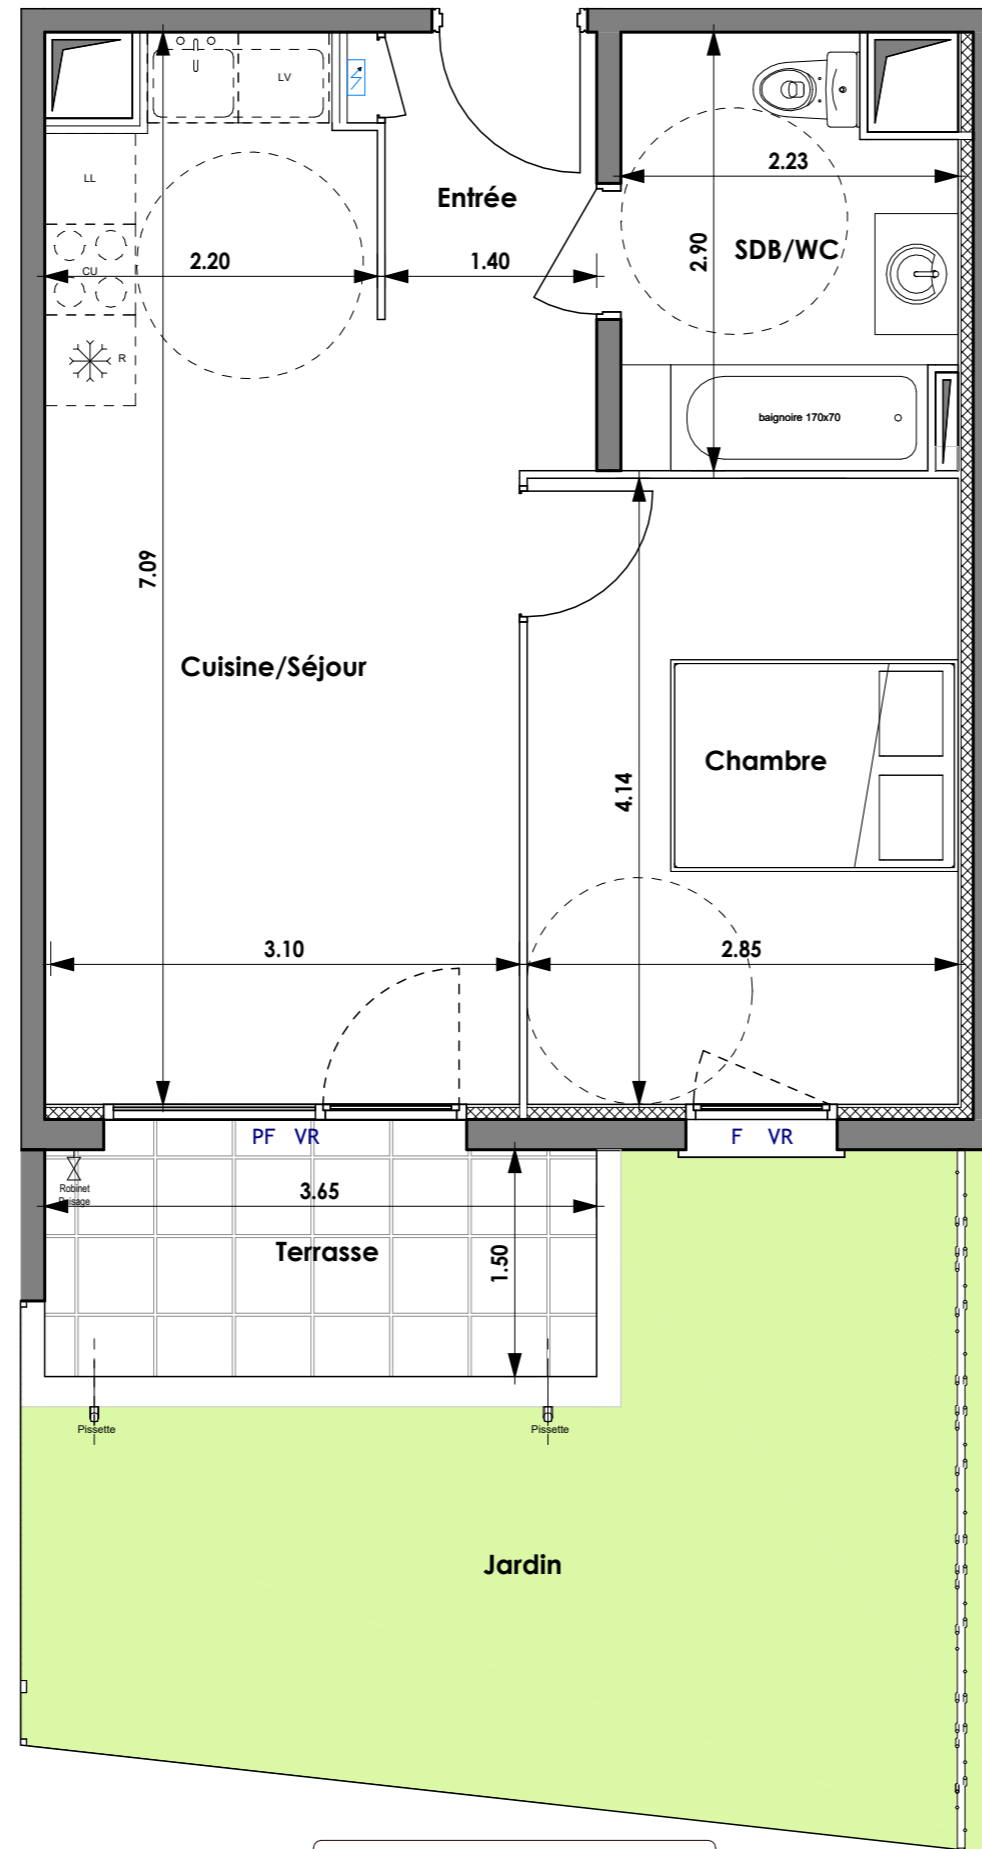 LV
LL
Entrée
2.23
SDB/WC
2.90
2.20
1.40
CU
R
baignoire 170x70
7.09
Cuisine/Séjour
Chambre
4.14
3.10
2.85
PF VR
F VR
Robinet
Puisage
3.65
Terrasse
1.50
Pissette
Pissette
Jardin